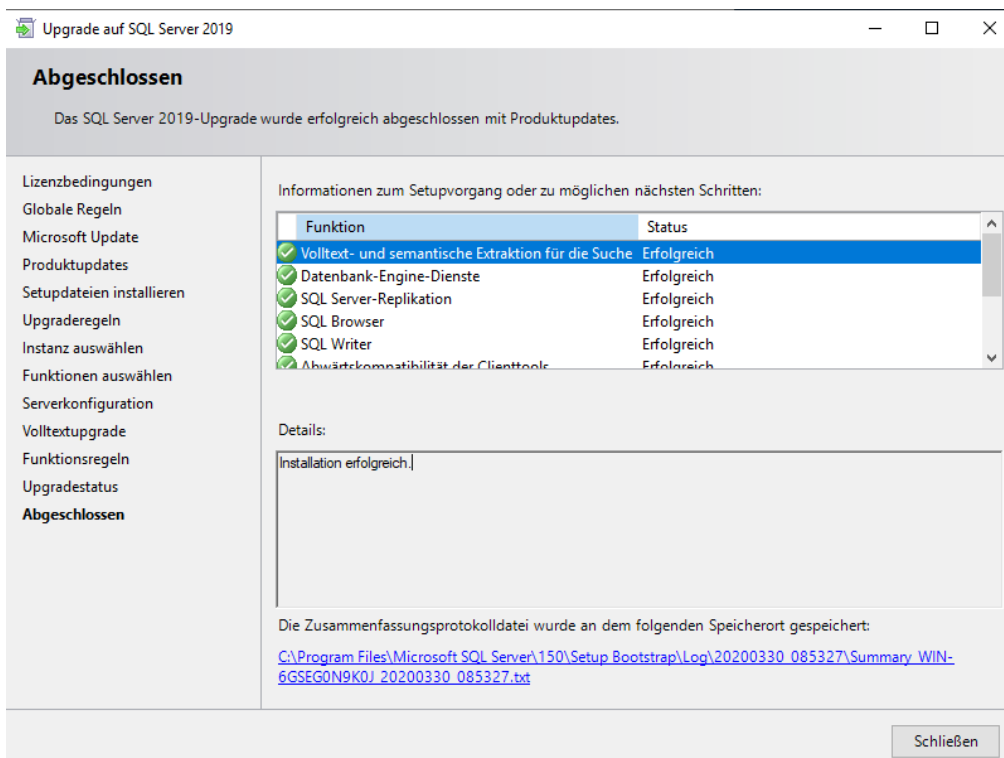 Upgrade auf SQL Server 2019
Abgeschlossen
Das SQL Server 2019-Upgrade wurde erfolgreich abgeschlossen mit Produktupdates.
Lizenzbedingungen
Globale Regeln
Microsoft Update
Produktupdates
Setupdateien installieren
Upgraderegeln
Instanz auswählen
Funktionen auswählen
Serverkonfiguration
Volltextupgrade
Funktionsregeln
Upgradestatus
Abgeschlossen
Informationen zum Setupvorgang oder zu möglichen nächsten Schritten:
Funktion Status
Volltext- und semantische Extraktion für die Suche Erfolgreich
Datenbank-Engine-Dienste Erfolgreich
SQL Server-Replikation Erfolgreich
SQL Browser Erfolgreich
SQL Writer Erfolgreich
Abwärtskompatibilität der Clienttools Erfolgreich
Details:
Installation erfolgreich.
Die Zusammenfassungsprotokolldatei wurde an dem folgenden Speicherort gespeichert:
C:\Program Files\Microsoft SQL Server\150\Setup Bootstrap\Log\20200330_085327\Summary_WIN-
6GSEG0N9K0J_20200330_085327.txt
Schließen